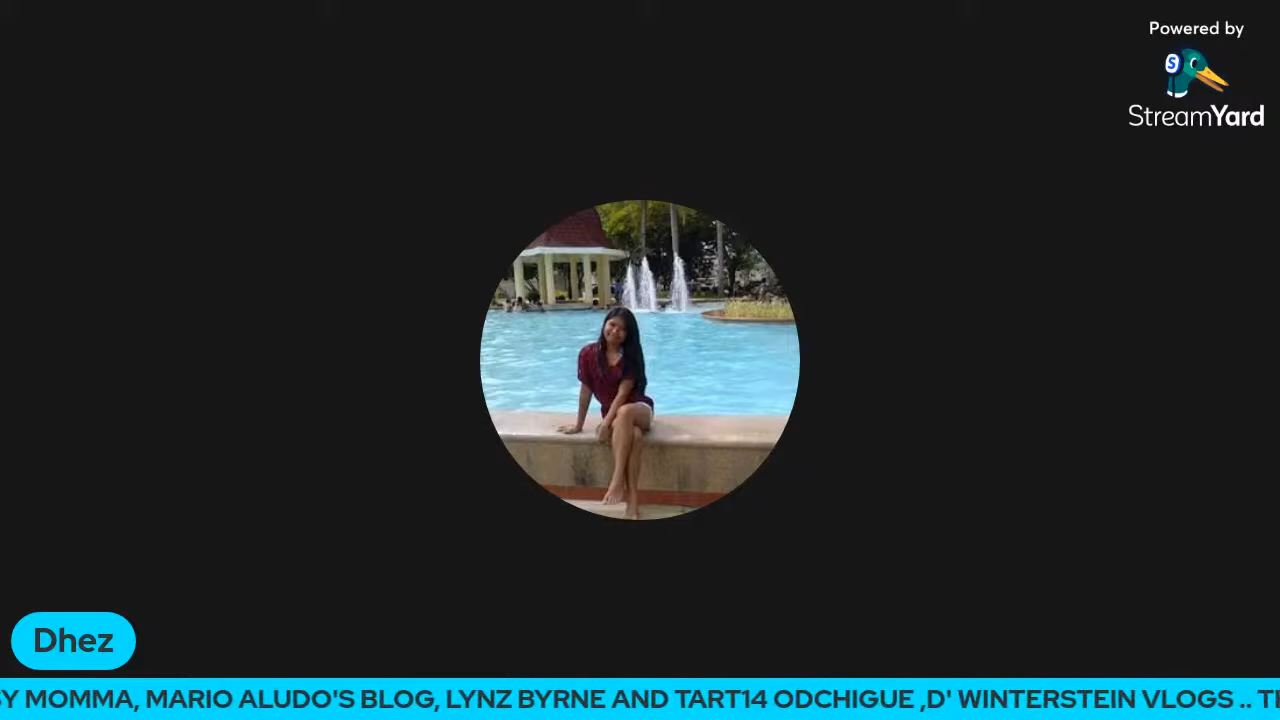 Powered by
S
StreamYard
Dhez
MOMMA, MARIO ALUDO'S BLOG, LYNZ BYRNE AND TART14 ODCHIGUE ,D' WINTERSTEIN VLOGS ..